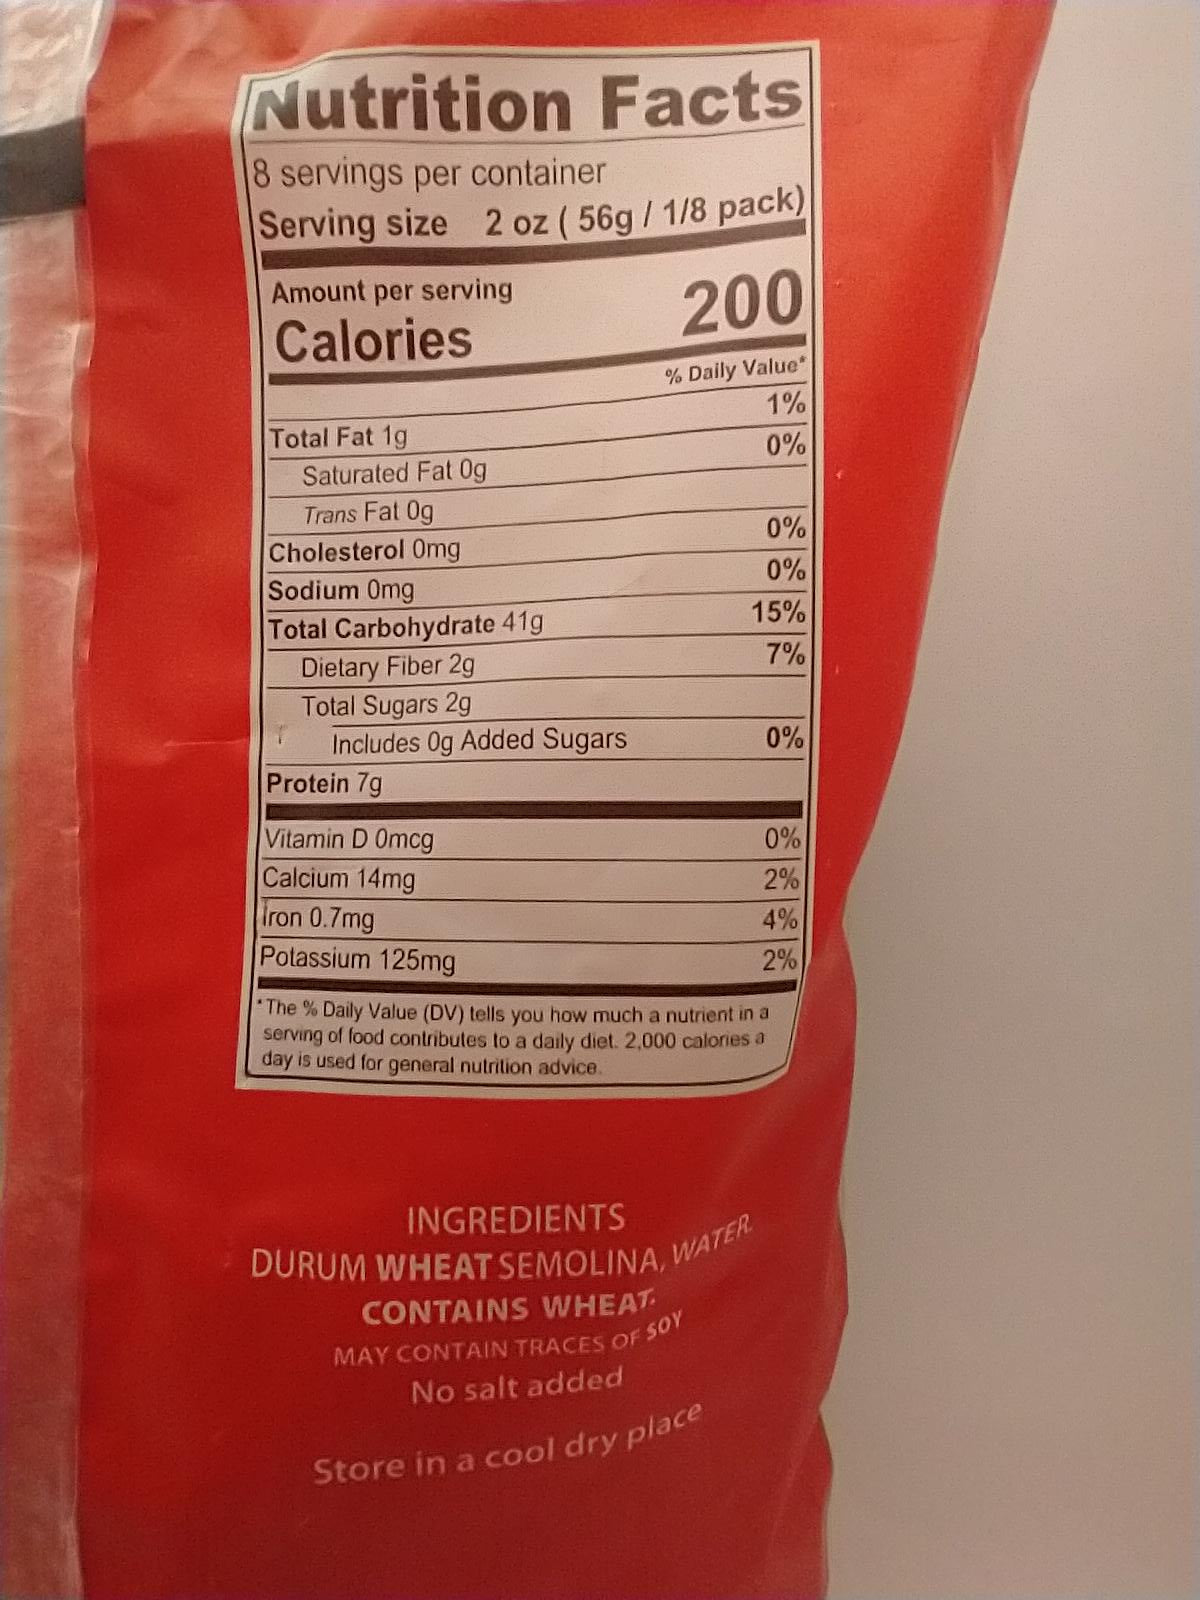 Nutrition Facts
8 servings per container
Serving size 2 oz ( 56g / 1/8 pack)
Amount per serving
Calories 200
% Daily Value*
Total Fat 1g 1%
Saturated Fat 0g 0%
Trans Fat 0g
Cholesterol 0mg 0%
Sodium 0mg 0%
Total Carbohydrate 41g 15%
Dietary Fiber 2g 7%
Total Sugars 2g
Includes 0g Added Sugars 0%
Protein 7g
Vitamin D 0mcg 0%
Calcium 14mg 2%
Iron 0.7mg 4%
Potassium 125mg 2%
*The % Daily Value (DV) tells you how much a nutrient in a
serving of food contributes to a daily diet. 2,000 calories a
day is used for general nutrition advice.
INGREDIENTS
DURUM WHEAT SEMOLINA, WATER.
CONTAINS WHEAT.
MAY CONTAIN TRACES OF SOY
No salt added
Store in a cool dry place